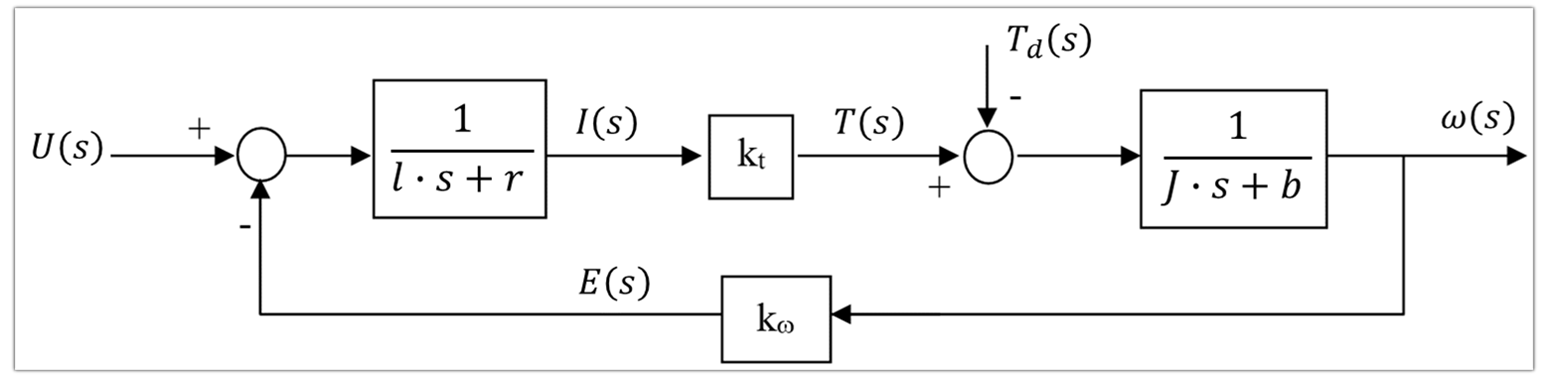 T_d(s)
U(s) + 1 / l · s + r I(s) k_t T(s) + - 1 / J · s + b ω(s)
- E(s) k_ω